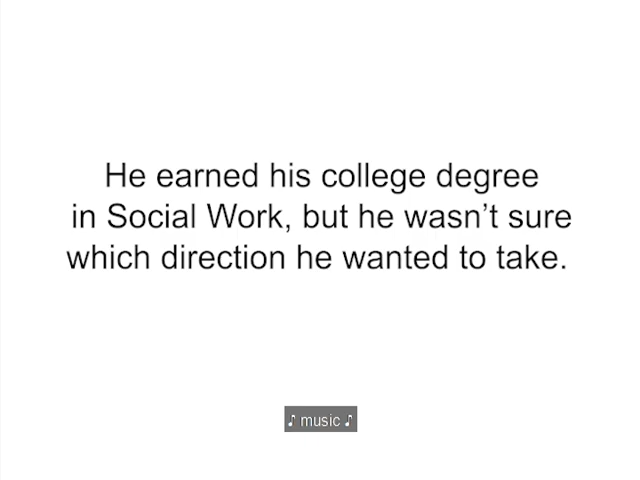 He earned his college degree
in Social Work, but he wasn’t sure
which direction he wanted to take.
♪ music ♪